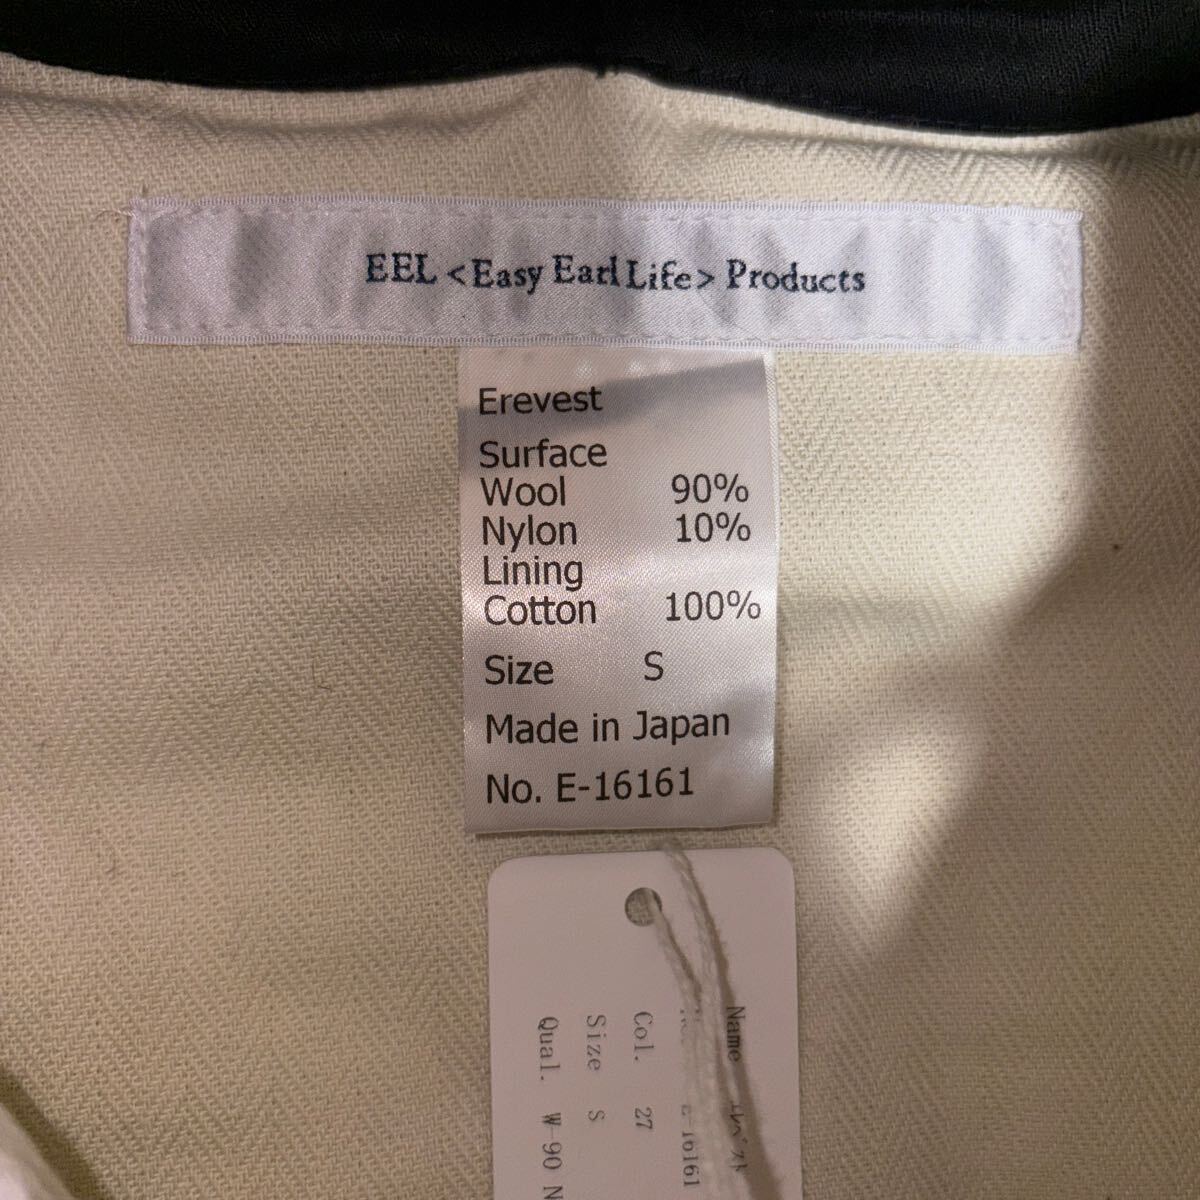 EEL <Easy Earl Life> Products
Erevest
Surface
Wool 90%
Nylon 10%
Lining
Cotton 100%
Size S
Made in Japan
No. E-16161
Name
E-16161
Col. 27
Size S
Qual. W-90 N